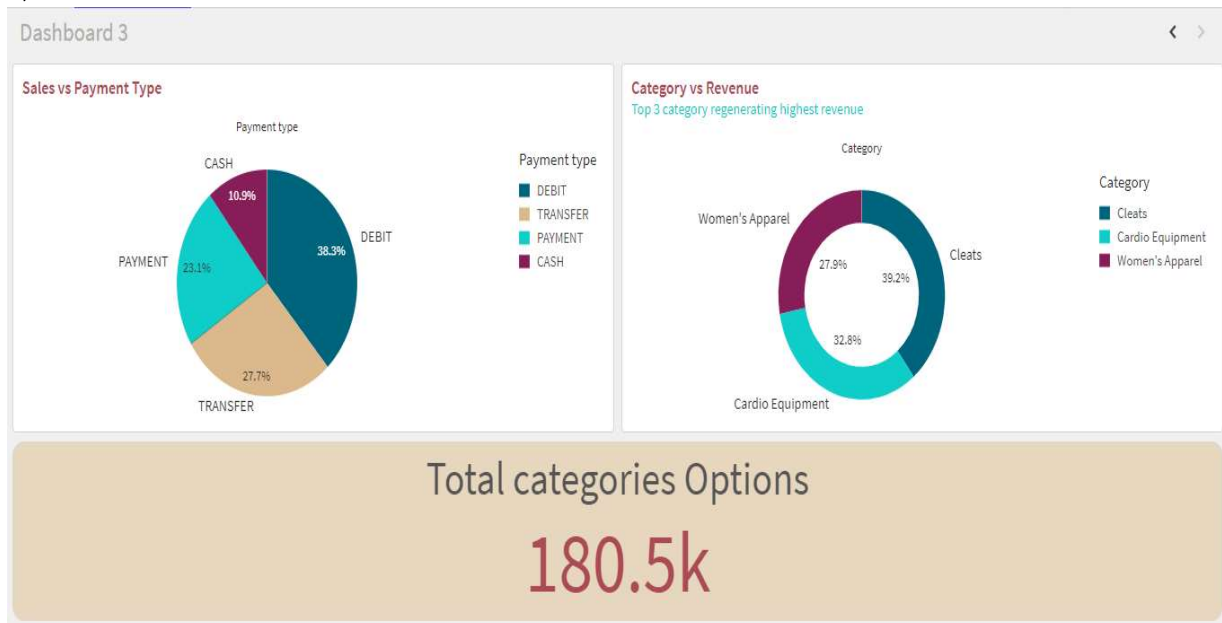 Dashboard 3
Sales vs Payment Type
Payment type
CASH
10.9%
DEBIT
38.3%
PAYMENT
23.1%
27.7%
TRANSFER
Payment type
DEBIT
TRANSFER
PAYMENT
CASH
Category vs Revenue
Top 3 category regenerating highest revenue
Category
Women's Apparel
27.9%
Cleats
39.2%
32.8%
Cardio Equipment
Category
Cleats
Cardio Equipment
Women's Apparel
Total categories Options
180.5k